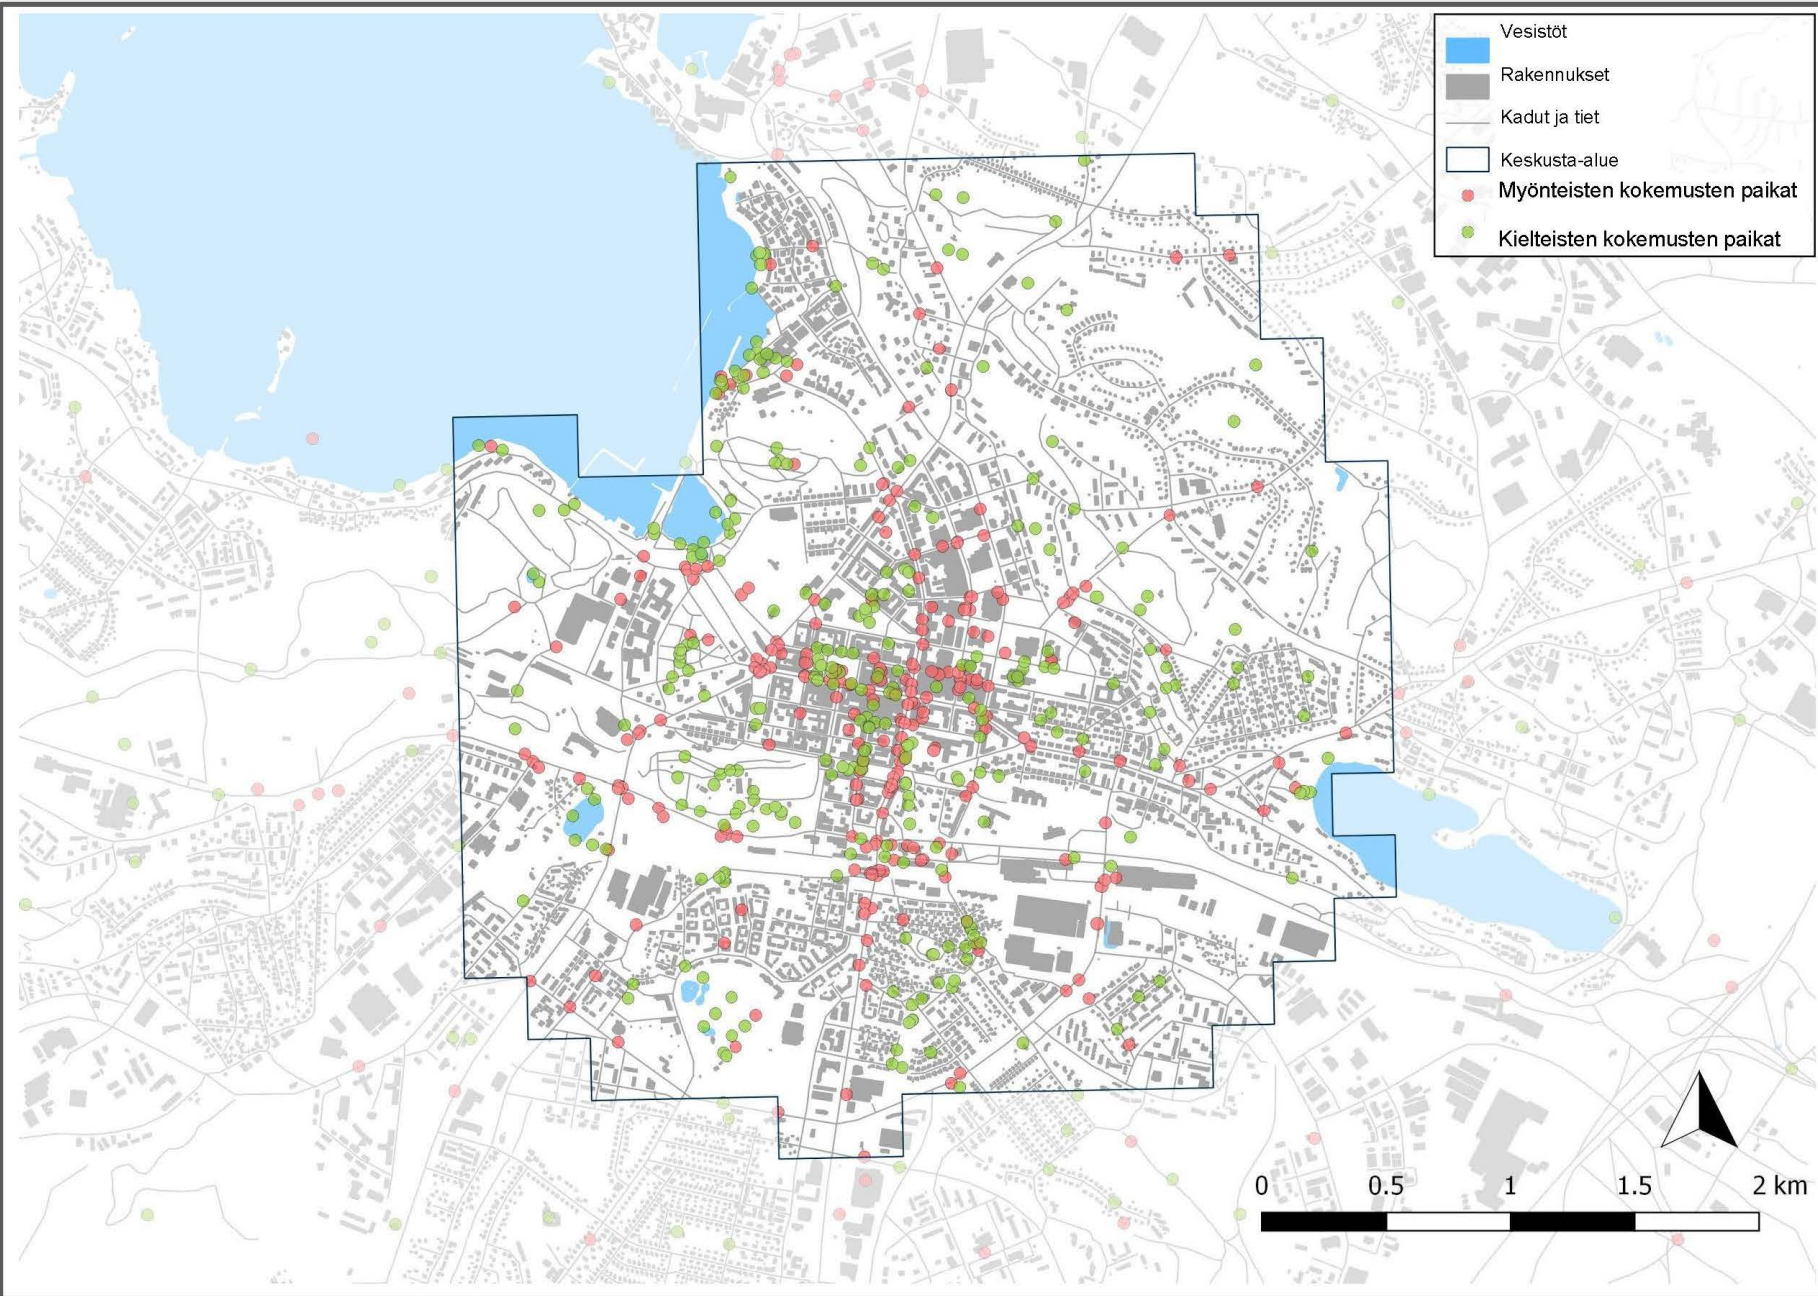 Vesistöt
Rakennukset
Kadut ja tiet
Keskusta-alue
Myönteisten kokemusten paikat
Kielteisten kokemusten paikat
0 0.5 1 1.5 2 km